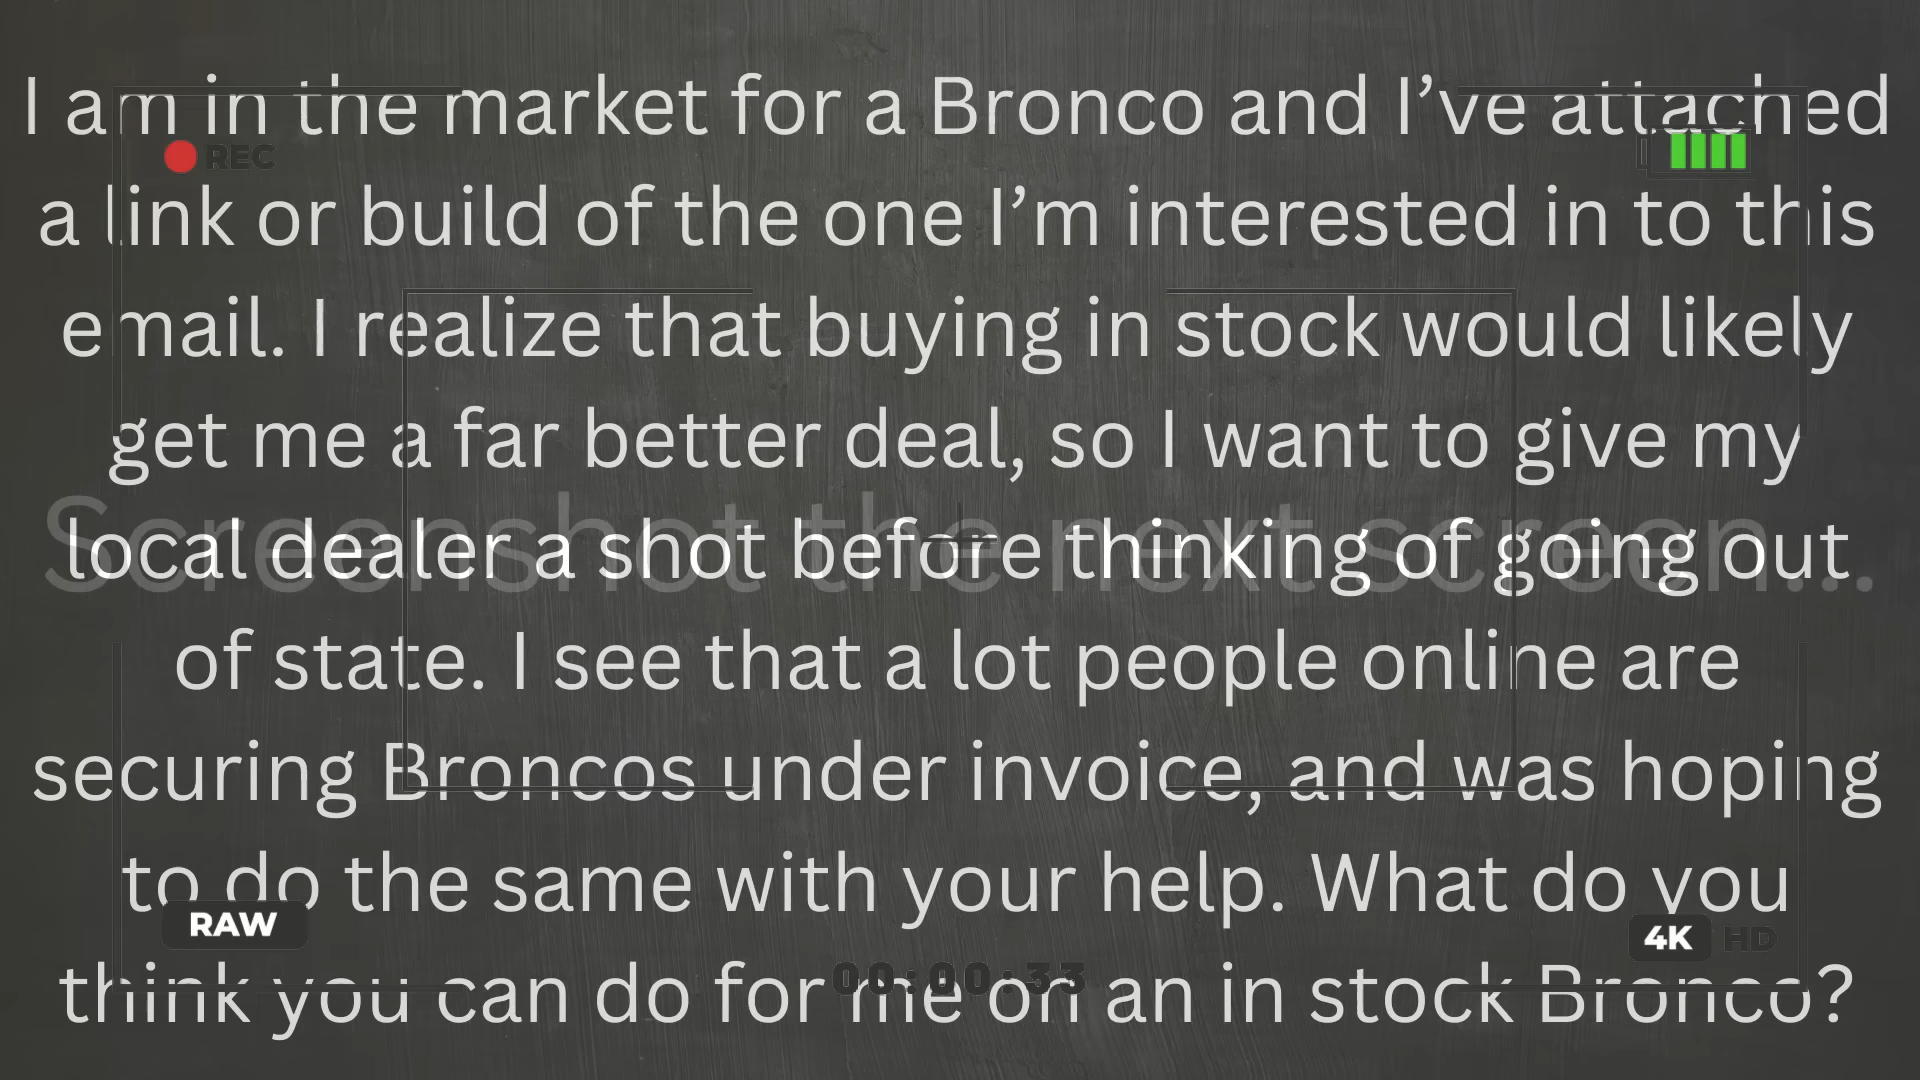 I am in the market for a Bronco and I’ve attached
REC
a link or build of the one I’m interested in to this
email. I realize that buying in stock would likely
get me a far better deal, so I want to give my
Screenshot the next screen...
local dealer a shot before thinking of going out
of state. I see that a lot people online are
securing Broncos under invoice, and was hoping
to do the same with your help. What do you
RAW
4K HD
think you can do for me on an in stock Bronco?
00:00:33